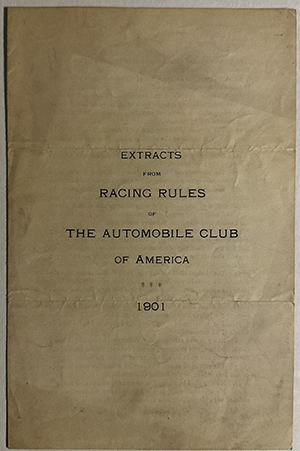 EXTRACTS
FROM
RACING RULES
OF
THE AUTOMOBILE CLUB
OF AMERICA
1901